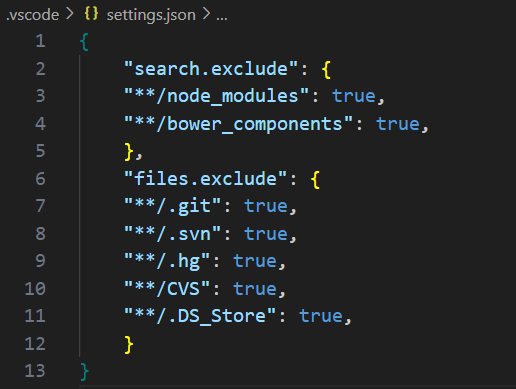 .vscode > {} settings.json > ...
1 {
2 "search.exclude": {
3 "**/node_modules": true,
4 "**/bower_components": true,
5 },
6 "files.exclude": {
7 "**/.git": true,
8 "**/.svn": true,
9 "**/.hg": true,
10 "**/CVS": true,
11 "**/.DS_Store": true,
12 }
13 }